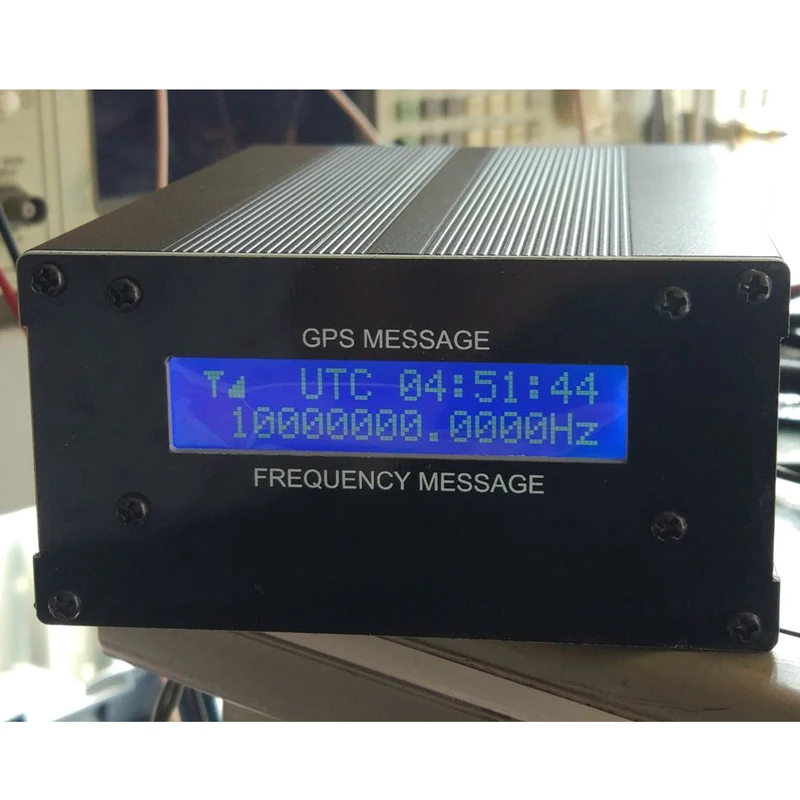 GPS MESSAGE
UTC 04:51:44
10000000.0000Hz
FREQUENCY MESSAGE